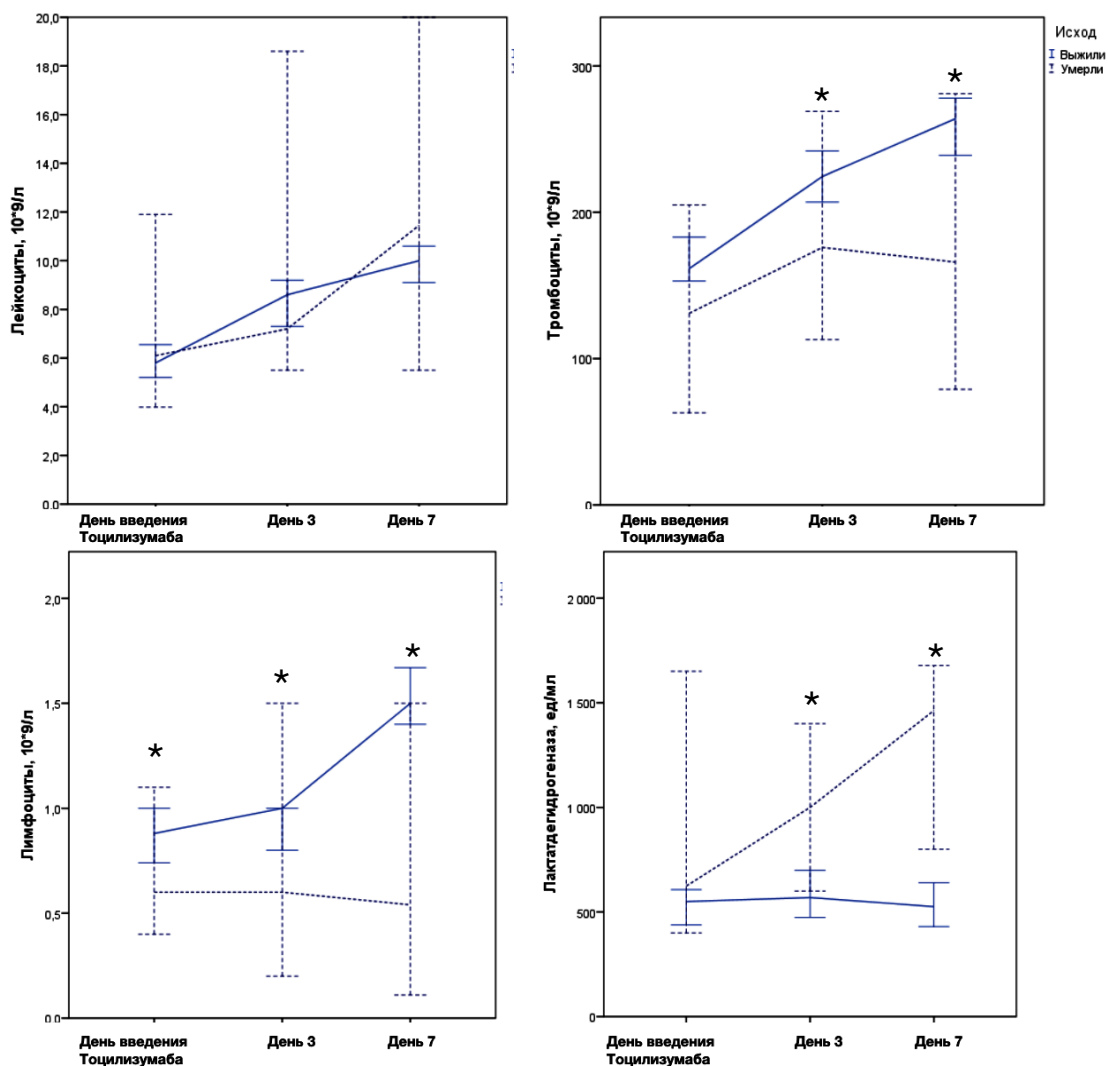 Лейкоциты, 10*9/л
20,0
18,0
16,0
14,0
12,0
10,0
8,0
6,0
4,0
2,0
0,0
День введения
Тоцилизумаба
День 3
День 7
Тромбоциты, 10*9/л
300
200
100
0
*
*
День введения
Тоцилизумаба
День 3
День 7
Исход
Выжили
Умерли
Лимфоциты, 10*9/л
2,0
1,5
1,0
0,5
0,0
*
*
*
День введения
Тоцилизумаба
День 3
День 7
Лактатдегидрогеназа, ед/мл
2 000
1 500
1 000
500
0
*
*
День введения
Тоцилизумаба
День 3
День 7